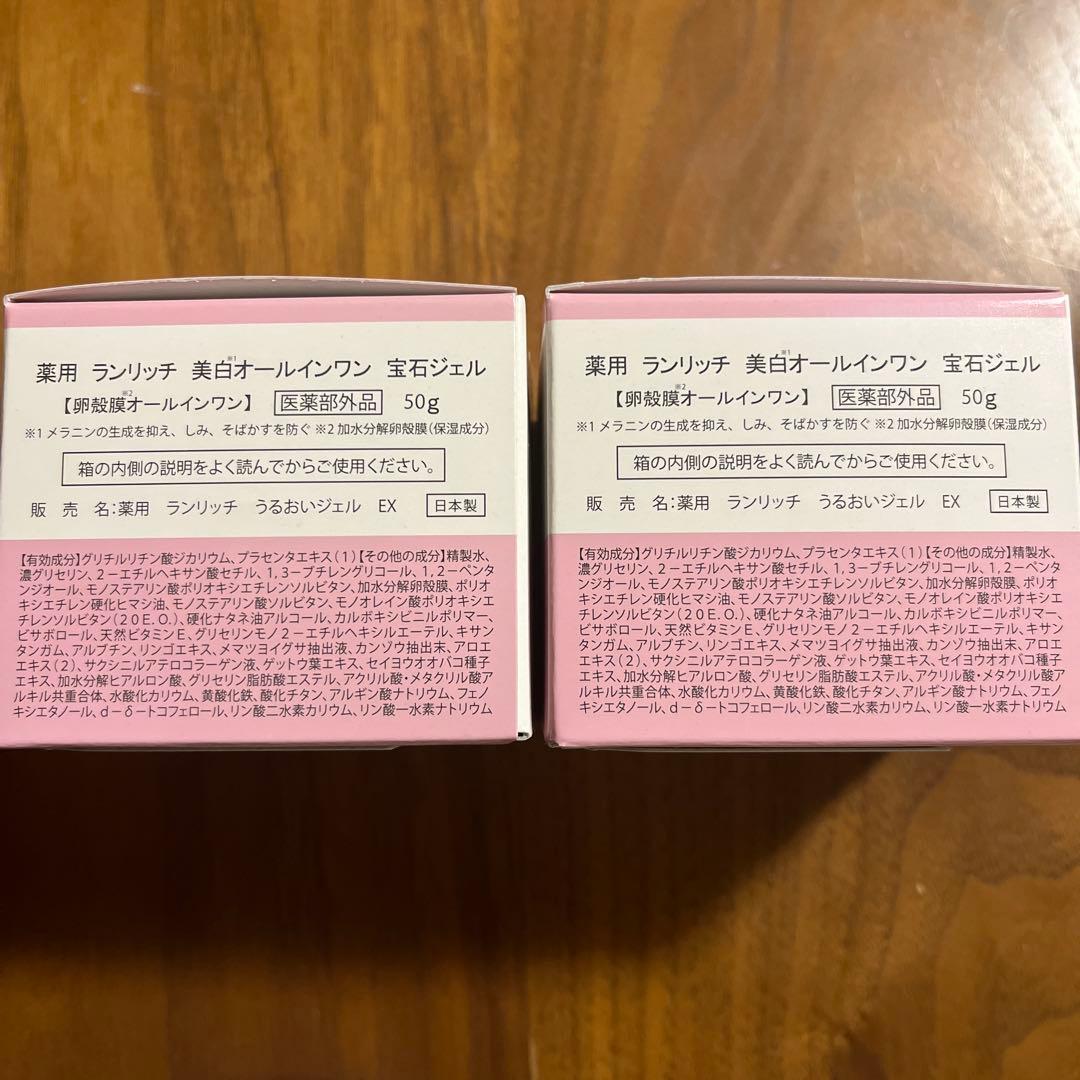 薬用 ランリッチ 美白※1オールインワン 宝石ジェル
【卵殻膜※2オールインワン】 医薬部外品 50g
※1メラニンの生成を抑え、しみ、そばかすを防ぐ ※2加水分解卵殻膜(保湿成分)
箱の内側の説明をよく読んでからご使用ください。
販 売 名:薬用 ランリッチ うるおいジェル EX 日本製
【有効成分】グリチルリチン酸ジカリウム、プラセンタエキス(1)【その他の成分】精製水、
濃グリセリン、2－エチルヘキサン酸セチル、1,3－ブチレングリコール、1,2－ペンタ
ンジオール、モノステアリン酸ポリオキシエチレンソルビタン、加水分解卵殻膜、ポリオ
キシエチレン硬化ヒマシ油、モノステアリン酸ソルビタン、モノオレイン酸ポリオキシエ
チレンソルビタン(20E.O.)、硬化ナタネ油アルコール、カルボキシビニルポリマー、
ビサボロール、天然ビタミンE、グリセリンモノ2－エチルヘキシルエーテル、キサン
タンガム、アルブチン、リンゴエキス、メマツヨイグサ抽出液、カンゾウ抽出末、アロエ
エキス(2)、サクシニルアテロコラーゲン液、ゲットウ葉エキス、セイヨウオオバコ種子
エキス、加水分解ヒアルロン酸、グリセリン脂肪酸エステル、アクリル酸・メタクリル酸ア
ルキル共重合体、水酸化カリウム、黄酸化鉄、酸化チタン、アルギン酸ナトリウム、フェノ
キシエタノール、d－δ－トコフェロール、リン酸二水素カリウム、リン酸一水素ナトリウム
薬用 ランリッチ 美白※1オールインワン 宝石ジェル
【卵殻膜※2オールインワン】 医薬部外品 50g
※1メラニンの生成を抑え、しみ、そばかすを防ぐ ※2加水分解卵殻膜(保湿成分)
箱の内側の説明をよく読んでからご使用ください。
販 売 名:薬用 ランリッチ うるおいジェル EX 日本製
【有効成分】グリチルリチン酸ジカリウム、プラセンタエキス(1)【その他の成分】精製水、
濃グリセリン、2－エチルヘキサン酸セチル、1,3－ブチレングリコール、1,2－ペンタ
ンジオール、モノステアリン酸ポリオキシエチレンソルビタン、加水分解卵殻膜、ポリオ
キシエチレン硬化ヒマシ油、モノステアリン酸ソルビタン、モノオレイン酸ポリオキシエ
チレンソルビタン(20E.O.)、硬化ナタネ油アルコール、カルボキシビニルポリマー、
ビサボロール、天然ビタミンE、グリセリンモノ2－エチルヘキシルエーテル、キサン
タンガム、アルブチン、リンゴエキス、メマツヨイグサ抽出液、カンゾウ抽出末、アロエ
エキス(2)、サクシニルアテロコラーゲン液、ゲットウ葉エキス、セイヨウオオバコ種子
エキス、加水分解ヒアルロン酸、グリセリン脂肪酸エステル、アクリル酸・メタクリル酸
アルキル共重合体、水酸化カリウム、黄酸化鉄、酸化チタン、アルギン酸ナトリウム、フェノ
キシエタノール、d－δ－トコフェロール、リン酸二水素カリウム、リン酸一水素ナトリウム